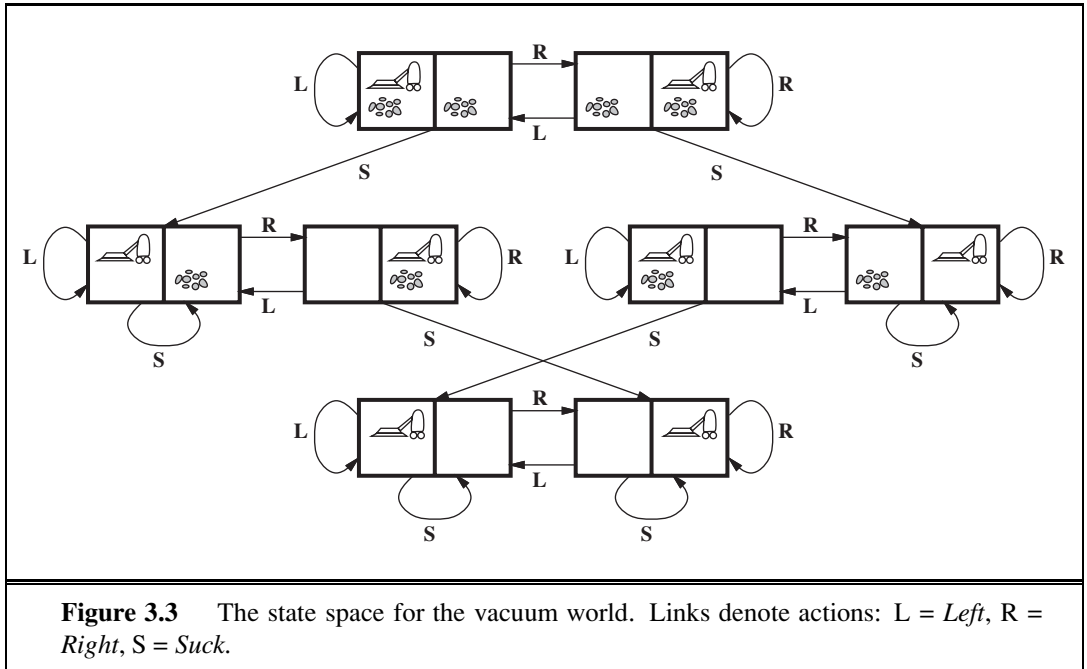 R
L R
L
S S
R R
L R L R
L L
S S
S S
R
L R
L
S S
Figure 3.3 The state space for the vacuum world. Links denote actions: L = Left, R =
Right, S = Suck.